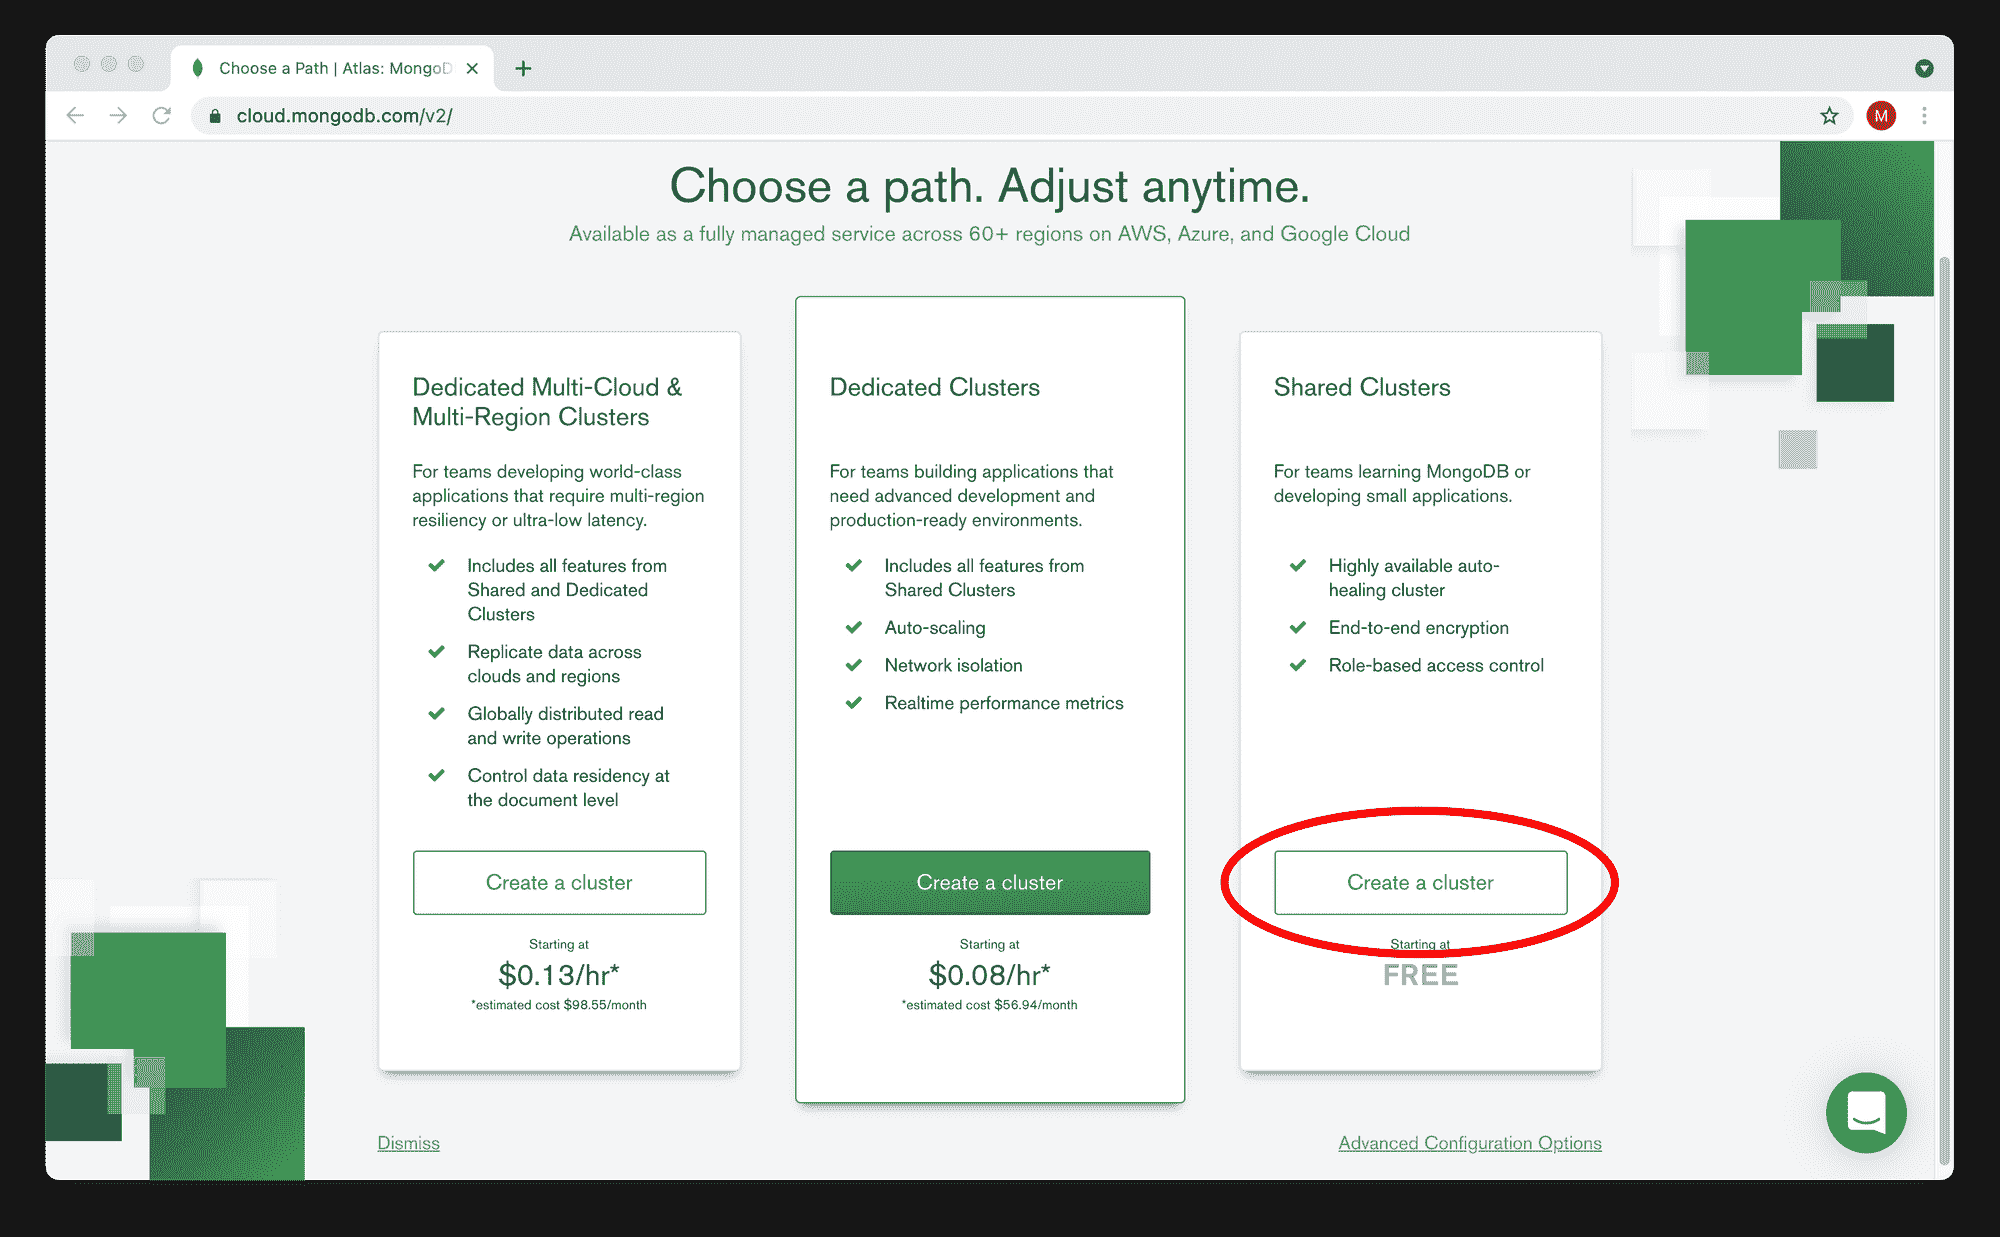 Choose a Path | Atlas: MongoD
cloud.mongodb.com/v2/
M
Choose a path. Adjust anytime.
Available as a fully managed service across 60+ regions on AWS, Azure, and Google Cloud
Dedicated Multi-Cloud &
Multi-Region Clusters
For teams developing world-class
applications that require multi-region
resiliency or ultra-low latency.
Includes all features from
Shared and Dedicated
Clusters
Replicate data across
clouds and regions
Globally distributed read
and write operations
Control data residency at
the document level
Create a cluster
Starting at
$0.13/hr*
*estimated cost $98.55/month
Dedicated Clusters
For teams building applications that
need advanced development and
production-ready environments.
Includes all features from
Shared Clusters
Auto-scaling
Network isolation
Realtime performance metrics
Create a cluster
Starting at
$0.08/hr*
*estimated cost $56.94/month
Shared Clusters
For teams learning MongoDB or
developing small applications.
Highly available auto-
healing cluster
End-to-end encryption
Role-based access control
Create a cluster
Starting at
FREE
Dismiss
Advanced Configuration Options